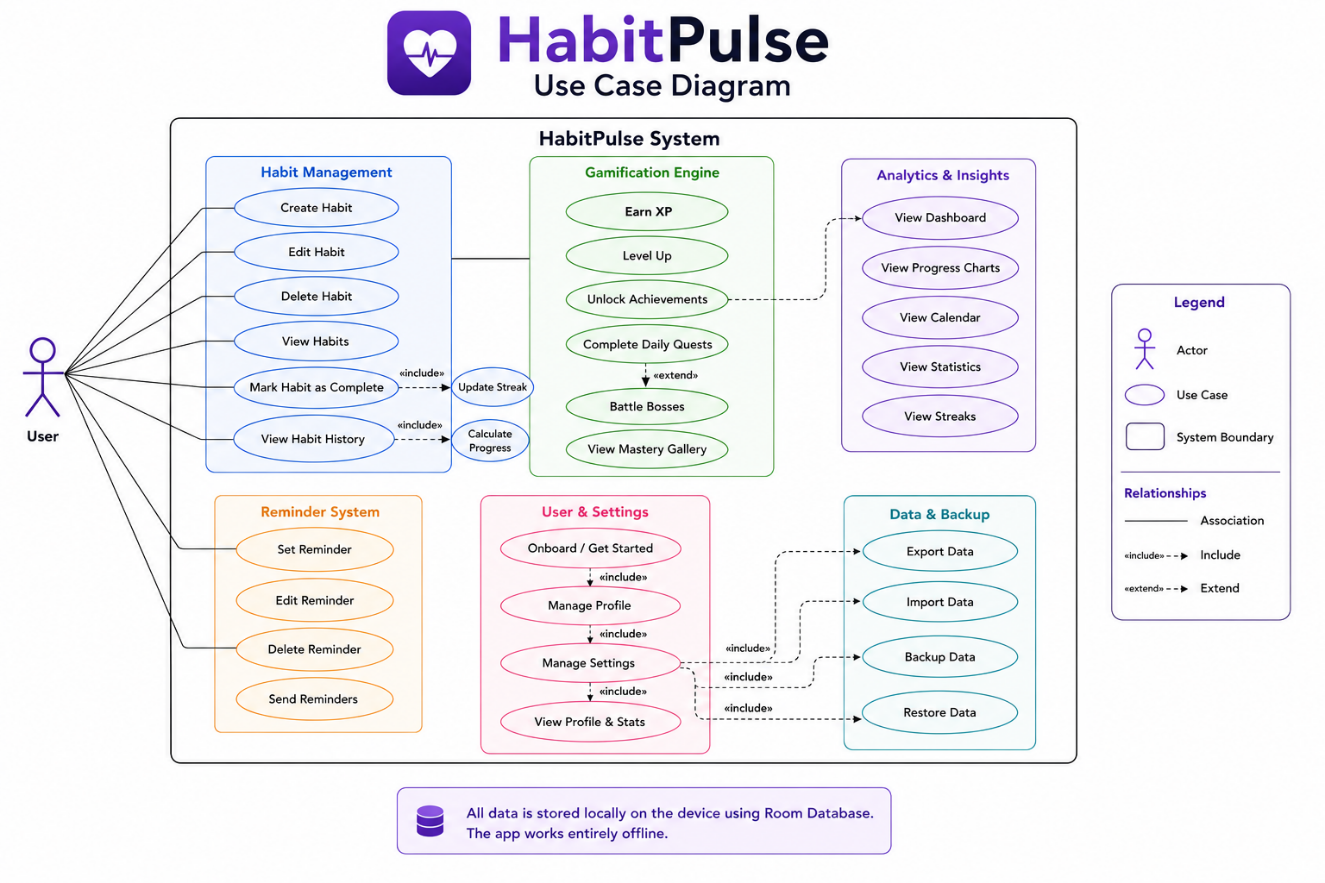 HabitPulse
Use Case Diagram
HabitPulse System
Habit Management
Create Habit
Edit Habit
Delete Habit
View Habits
Mark Habit as Complete
«include»
Update Streak
View Habit History
«include»
Calculate
Progress
Gamification Engine
Earn XP
Level Up
Unlock Achievements
Complete Daily Quests
«extend»
Battle Bosses
View Mastery Gallery
Analytics & Insights
View Dashboard
View Progress Charts
View Calendar
View Statistics
View Streaks
User
Reminder System
Set Reminder
Edit Reminder
Delete Reminder
Send Reminders
User & Settings
Onboard / Get Started
«include»
Manage Profile
«include»
Manage Settings
«include»
View Profile & Stats
«include»
«include»
«include»
Data & Backup
Export Data
Import Data
Backup Data
Restore Data
Legend
Actor
Use Case
System Boundary
Relationships
Association
«include» Include
«extend» Extend
All data is stored locally on the device using Room Database.
The app works entirely offline.